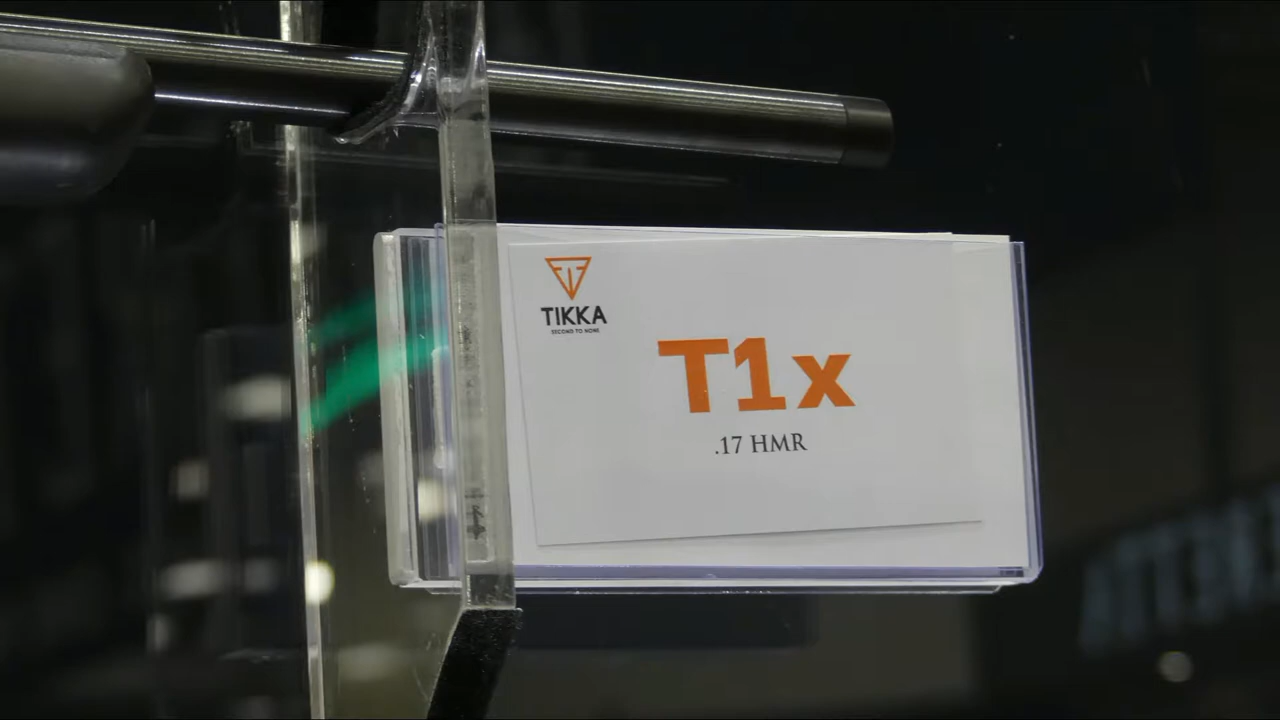 TIKKA
SECOND TO NONE
T1x
.17 HMR